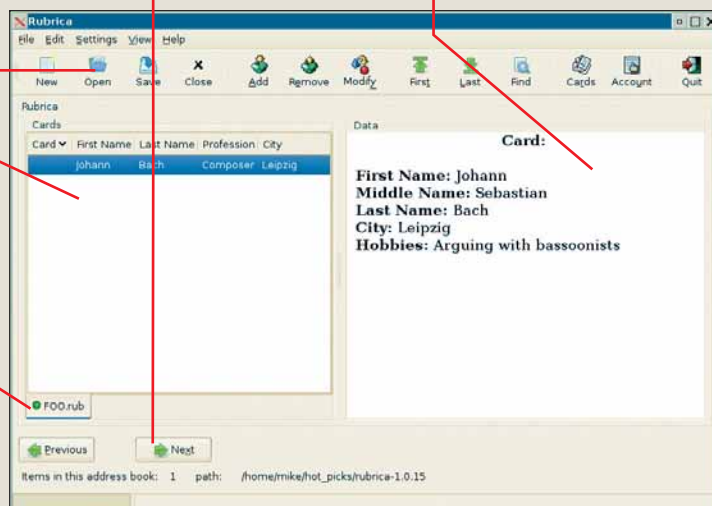 Rubrica
File Edit Settings View Help
New Open Save Close Add Remove Modify First Last Find Cards Account Quit
Rubrica
Cards
Card First Name Last Name Profession City
Johann Bach Composer Leipzig
FOO.rub
Data
Card:
First Name: Johann
Middle Name: Sebastian
Last Name: Bach
City: Leipzig
Hobbies: Arguing with bassoonists
Previous Next
Items in this address book: 1 path: /home/mike/hot_picks/rubrica-1.0.15